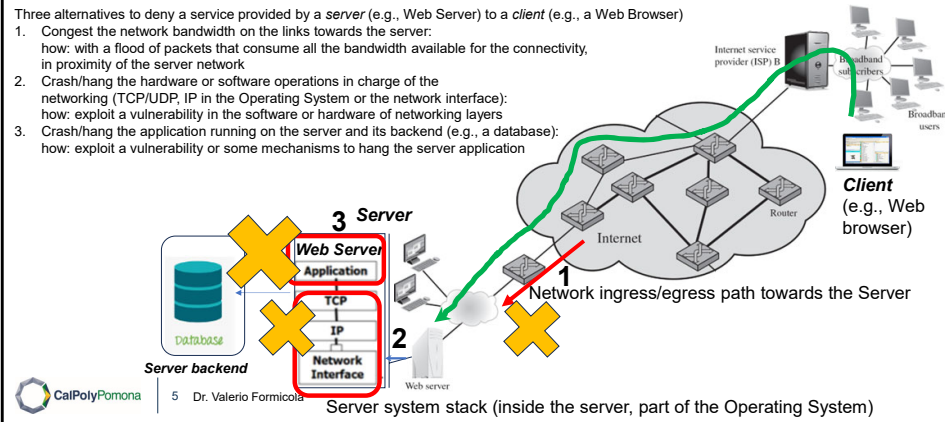 Three alternatives to deny a service provided by a server (e.g., Web Server) to a client (e.g., a Web Browser)
1. Congest the network bandwidth on the links towards the server:
how: with a flood of packets that consume all the bandwidth available for the connectivity,
in proximity of the server network
2. Crash/hang the hardware or software operations in charge of the
networking (TCP/UDP, IP in the Operating System or the network interface):
how: exploit a vulnerability in the software or hardware of networking layers
3. Crash/hang the application running on the server and its backend (e.g., a database):
how: exploit a vulnerability or some mechanisms to hang the server application
Internet service
provider (ISP) B
Broadband
subscribers
Broadband
users
Client
(e.g., Web
browser)
Router
Internet
1
Network ingress/egress path towards the Server
3 Server
Web Server
Application
TCP
IP
Network
Interface
2
Database
Server backend
Web server
CalPolyPomona
5 Dr. Valerio Formicola
Server system stack (inside the server, part of the Operating System)